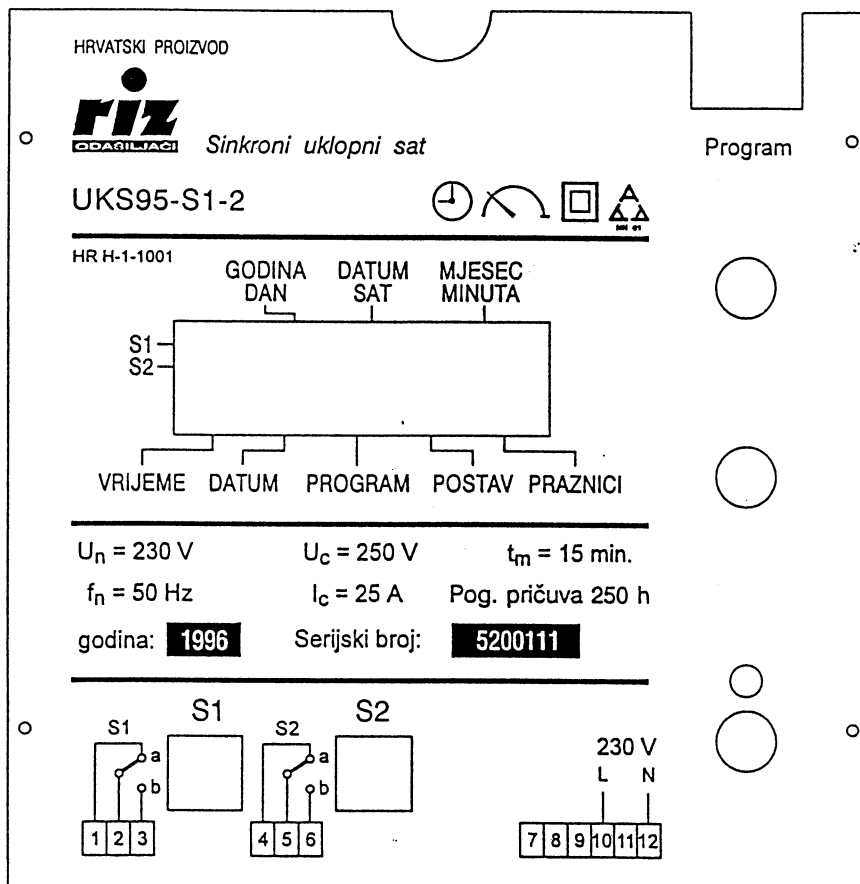 HRVATSKI PROIZVOD
riz
ODAŠILJAČI
Sinkroni uklopni sat
Program
UKS95-S1-2
HR H-1-1001
GODINA DATUM MJESEC
DAN SAT MINUTA
S1
S2
VRIJEME DATUM PROGRAM POSTAV PRAZNICI
Un = 230 V Uc = 250 V tm = 15 min.
fn = 50 Hz Ic = 25 A Pog. pričuva 250 h
godina: 1996 Serijski broj: 5200111
S1 S1 S2 S2
a a
b b
230 V
L N
1 2 3 4 5 6 7 8 9 10 11 12